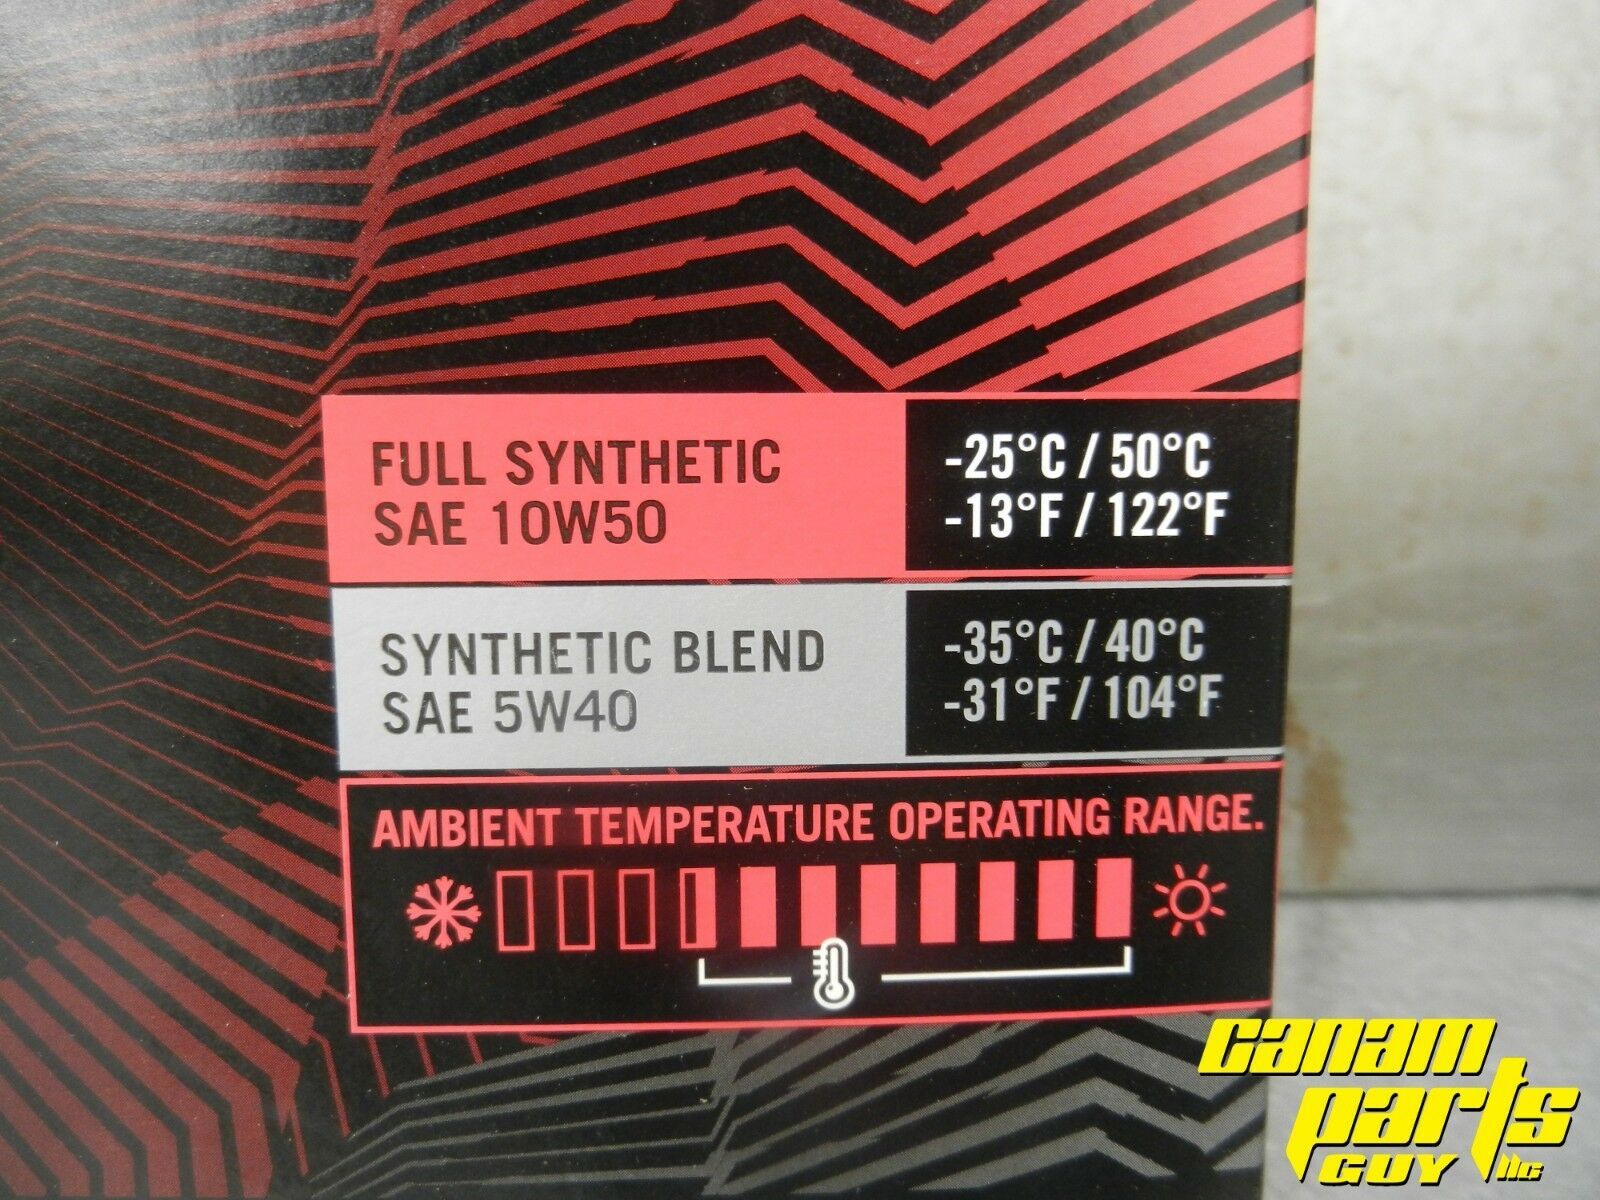 FULL SYNTHETIC
SAE 10W50
-25°C / 50°C
-13°F / 122°F
SYNTHETIC BLEND
SAE 5W40
-35°C / 40°C
-31°F / 104°F
AMBIENT TEMPERATURE OPERATING RANGE.
canam
parts
GUY llc